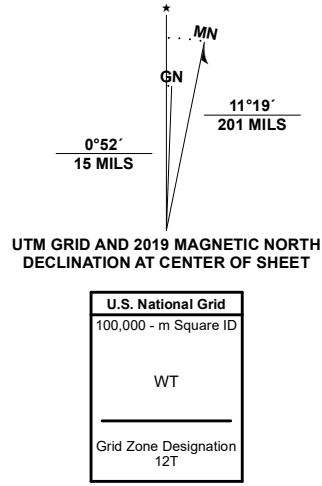 ★
MN
GN
11°19´
201 MILS
0°52´
15 MILS
UTM GRID AND 2019 MAGNETIC NORTH
DECLINATION AT CENTER OF SHEET
U.S. National Grid
100,000 - m Square ID
WT
Grid Zone Designation
12T